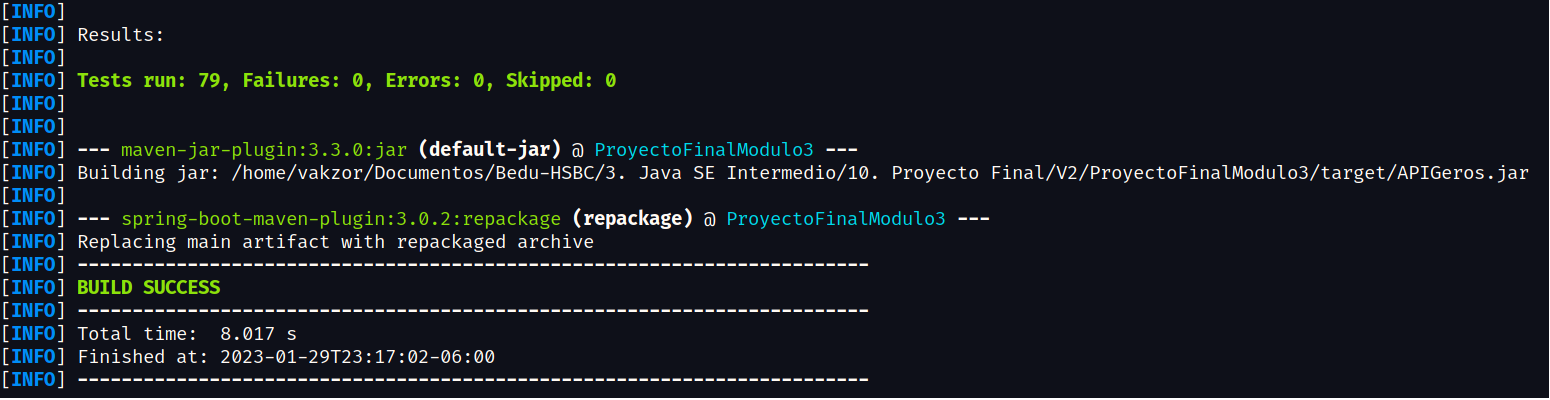 [INFO]
[INFO] Results:
[INFO]
[INFO] Tests run: 79, Failures: 0, Errors: 0, Skipped: 0
[INFO]
[INFO]
[INFO] --- maven-jar-plugin:3.3.0:jar (default-jar) @ ProyectoFinalModulo3 ---
[INFO] Building jar: /home/vakzor/Documentos/Bedu-HSBC/3. Java SE Intermedio/10. Proyecto Final/V2/ProyectoFinalModulo3/target/APIGeros.jar
[INFO]
[INFO] --- spring-boot-maven-plugin:3.0.2:repackage (repackage) @ ProyectoFinalModulo3 ---
[INFO] Replacing main artifact with repackaged archive
[INFO] ------------------------------------------------------------------------
[INFO] BUILD SUCCESS
[INFO] ------------------------------------------------------------------------
[INFO] Total time:  8.017 s
[INFO] Finished at: 2023-01-29T23:17:02-06:00
[INFO] ------------------------------------------------------------------------